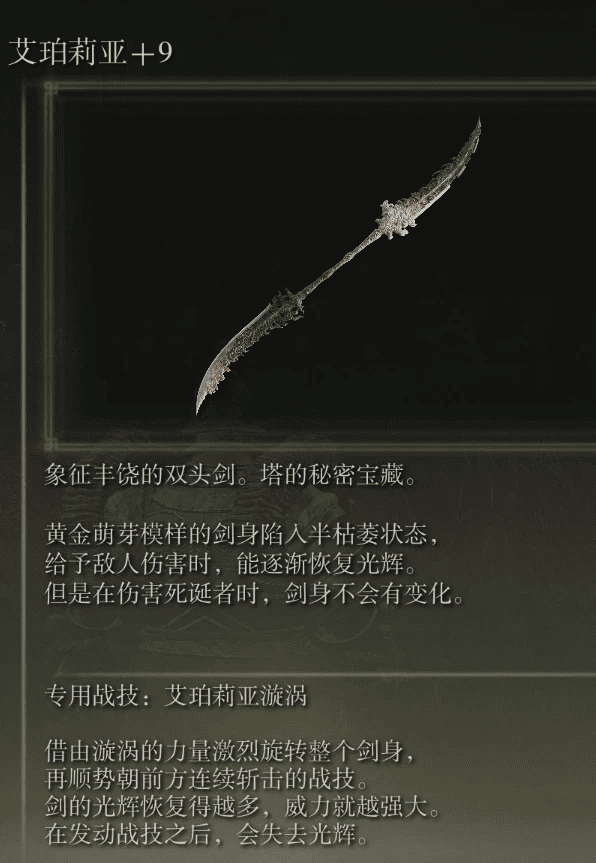 艾珀莉亚+9
象征丰饶的双头剑。塔的秘密宝藏。
黄金萌芽模样的剑身陷入半枯萎状态，
给予敌人伤害时，能逐渐恢复光辉。
但是在伤害死诞者时，剑身不会有变化。
专用战技：艾珀莉亚漩涡
借由漩涡的力量激烈旋转整个剑身，
再顺势朝前方连续斩击的战技。
剑的光辉恢复得越多，威力就越强大。
在发动战技之后，会失去光辉。